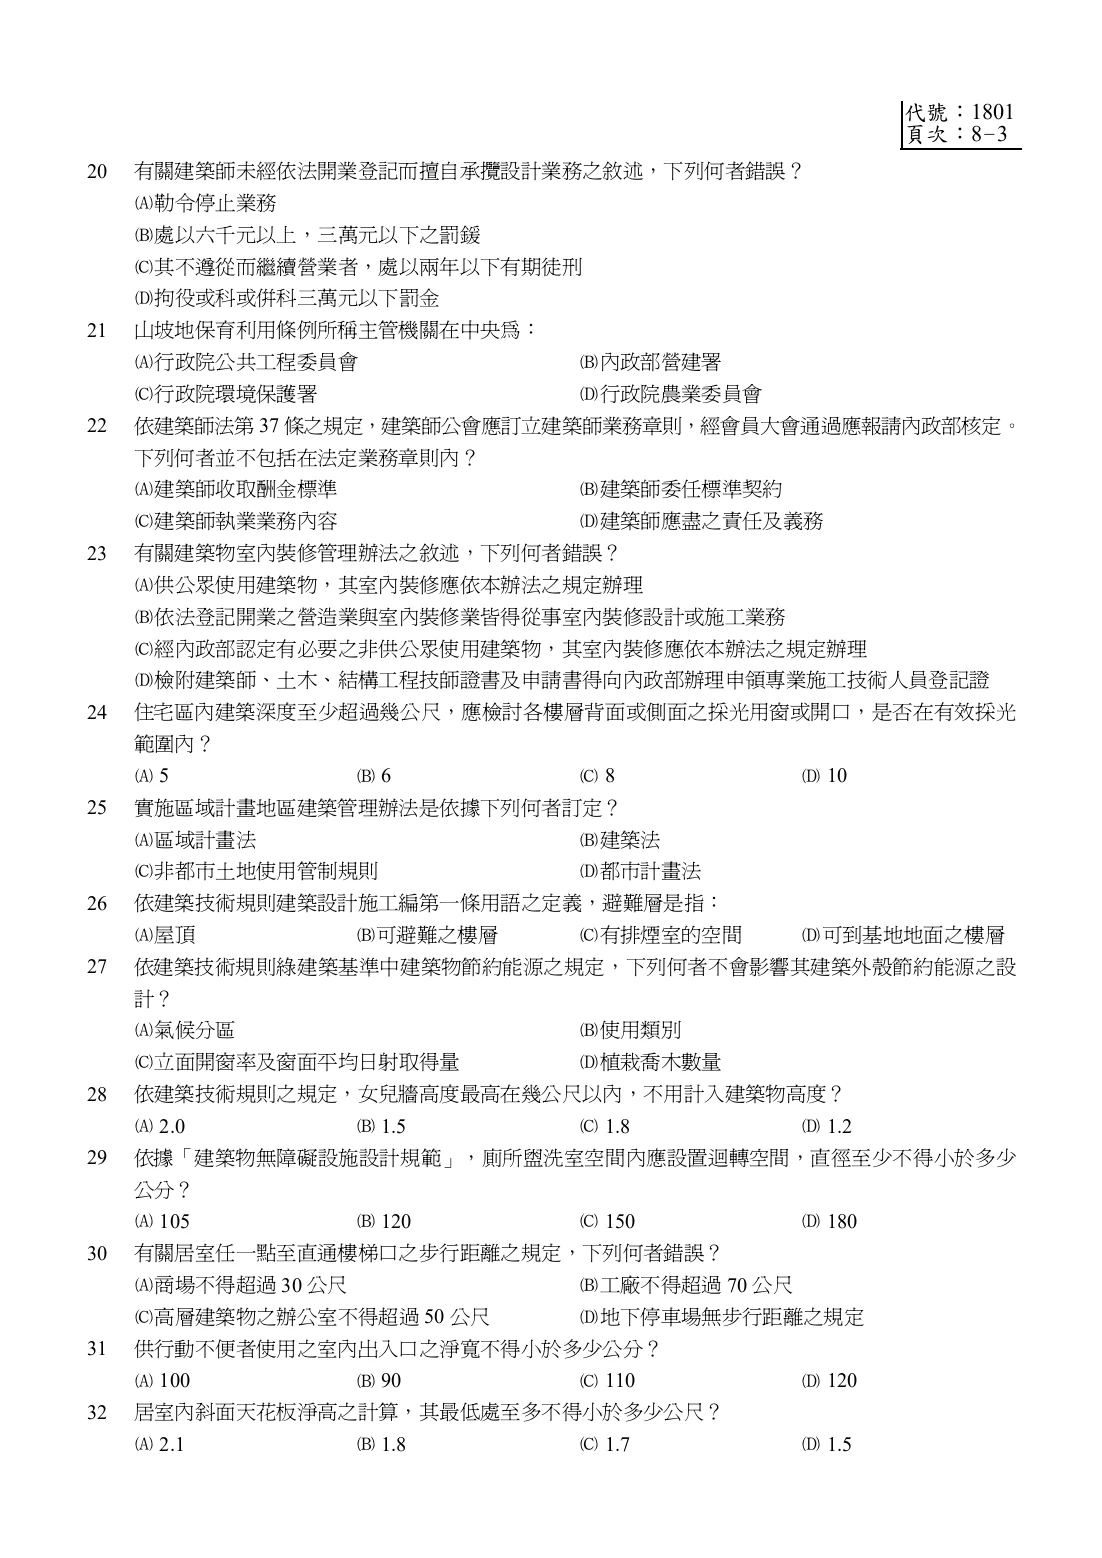 代號：1801
頁次：8-3
20 有關建築師未經依法開業登記而擅自承攬設計業務之敘述，下列何者錯誤？
(A)勒令停止業務
(B)處以六千元以上，三萬元以下之罰鍰
(C)其不遵從而繼續營業者，處以兩年以下有期徒刑
(D)拘役或科或併科三萬元以下罰金
21 山坡地保育利用條例所稱主管機關在中央為：
(A)行政院公共工程委員會 (B)內政部營建署
(C)行政院環境保護署 (D)行政院農業委員會
22 依建築師法第 37 條之規定，建築師公會應訂立建築師業務章則，經會員大會通過應報請內政部核定。
下列何者並不包括在法定業務章則內？
(A)建築師收取酬金標準 (B)建築師委任標準契約
(C)建築師執業業務內容 (D)建築師應盡之責任及義務
23 有關建築物室內裝修管理辦法之敘述，下列何者錯誤？
(A)供公眾使用建築物，其室內裝修應依本辦法之規定辦理
(B)依法登記開業之營造業與室內裝修業皆得從事室內裝修設計或施工業務
(C)經內政部認定有必要之非供公眾使用建築物，其室內裝修應依本辦法之規定辦理
(D)檢附建築師、土木、結構工程技師證書及申請書得向內政部辦理申領專業施工技術人員登記證
24 住宅區內建築深度至少超過幾公尺，應檢討各樓層背面或側面之採光用窗或開口，是否在有效採光
範圍內？
(A) 5 (B) 6 (C) 8 (D) 10
25 實施區域計畫地區建築管理辦法是依據下列何者訂定？
(A)區域計畫法 (B)建築法
(C)非都市土地使用管制規則 (D)都市計畫法
26 依建築技術規則建築設計施工編第一條用語之定義，避難層是指：
(A)屋頂 (B)可避難之樓層 (C)有排煙室的空間 (D)可到基地地面之樓層
27 依建築技術規則綠建築基準中建築物節約能源之規定，下列何者不會影響其建築外殼節約能源之設
計？
(A)氣候分區 (B)使用類別
(C)立面開窗率及窗面平均日射取得量 (D)植栽喬木數量
28 依建築技術規則之規定，女兒牆高度最高在幾公尺以內，不用計入建築物高度？
(A) 2.0 (B) 1.5 (C) 1.8 (D) 1.2
29 依據「建築物無障礙設施設計規範」，廁所盥洗室空間內應設置迴轉空間，直徑至少不得小於多少
公分？
(A) 105 (B) 120 (C) 150 (D) 180
30 有關居室任一點至直通樓梯口之步行距離之規定，下列何者錯誤？
(A)商場不得超過 30 公尺 (B)工廠不得超過 70 公尺
(C)高層建築物之辦公室不得超過 50 公尺 (D)地下停車場無步行距離之規定
31 供行動不便者使用之室內出入口之淨寬不得小於多少公分？
(A) 100 (B) 90 (C) 110 (D) 120
32 居室內斜面天花板淨高之計算，其最低處至多不得小於多少公尺？
(A) 2.1 (B) 1.8 (C) 1.7 (D) 1.5